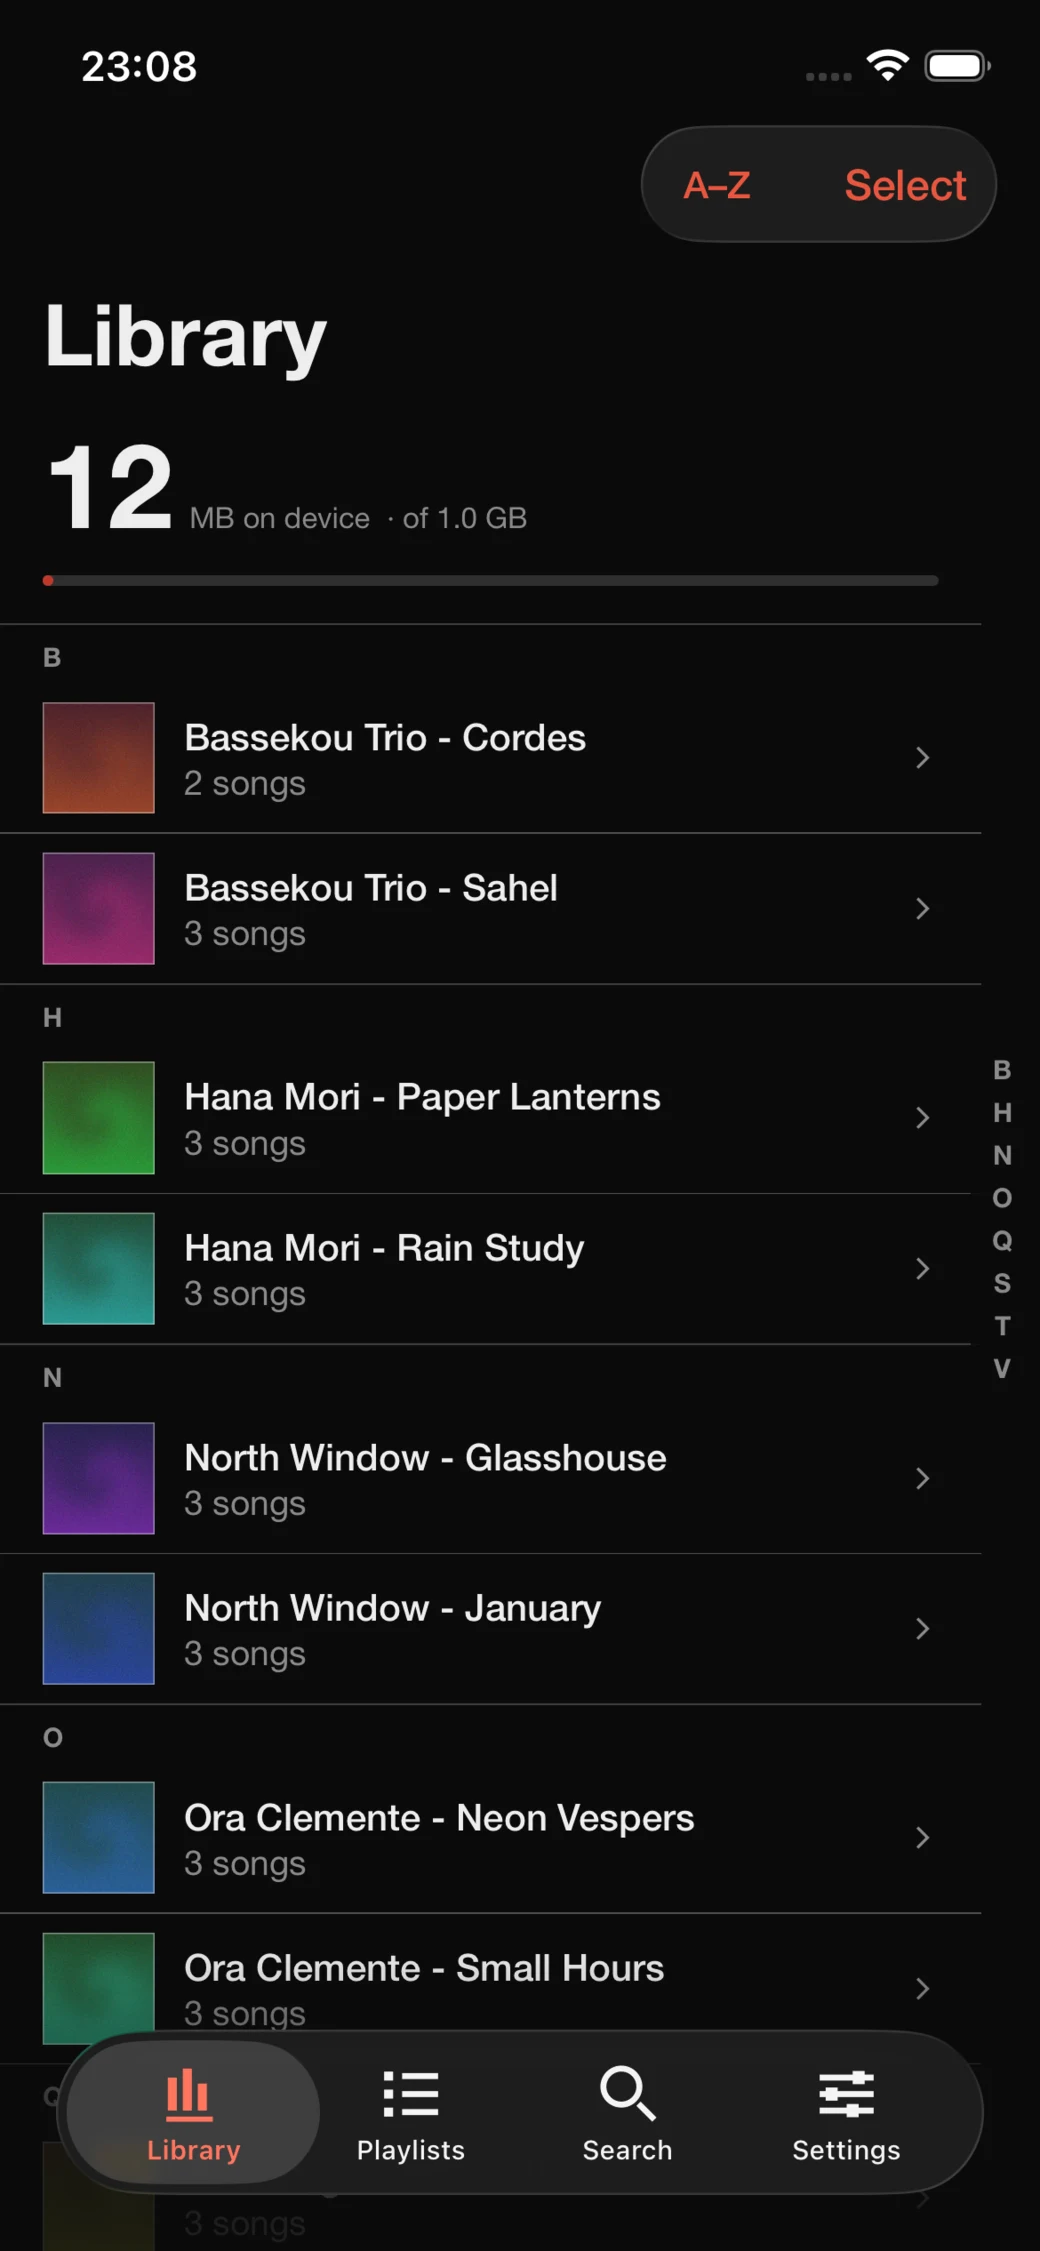 23:08
A–Z Select
Library
12 MB on device · of 1.0 GB
B
Bassekou Trio - Cordes
2 songs
Bassekou Trio - Sahel
3 songs
H
Hana Mori - Paper Lanterns
3 songs
Hana Mori - Rain Study
3 songs
N
North Window - Glasshouse
3 songs
North Window - January
3 songs
O
Ora Clemente - Neon Vespers
3 songs
Ora Clemente - Small Hours
3 songs
Q
3 songs
B
H
N
O
Q
S
T
V
Library Playlists Search Settings